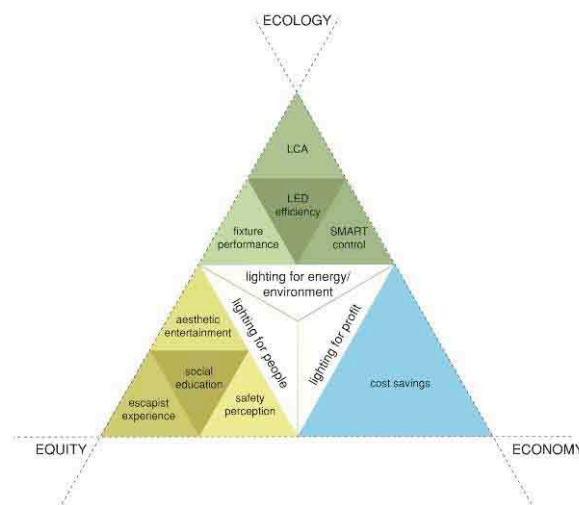 ECOLOGY
LCA
LED
efficiency
fixture
performance
SMART
control
lighting for energy/
environment
lighting for people
lighting for profit
aesthetic
entertainment
social
education
escapist
experience
safety
perception
cost savings
EQUITY
ECONOMY